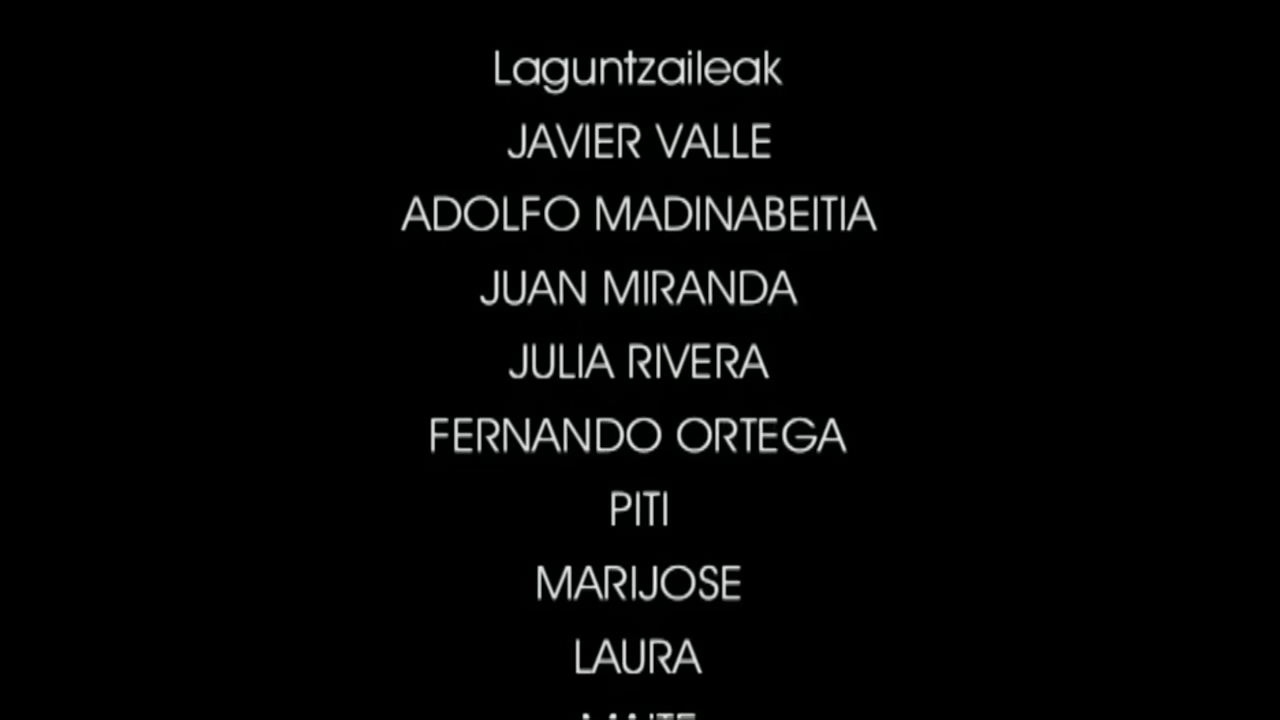 Laguntzaileak
JAVIER VALLE
ADOLFO MADINABEITIA
JUAN MIRANDA
JULIA RIVERA
FERNANDO ORTEGA
PITI
MARIJOSE
LAURA